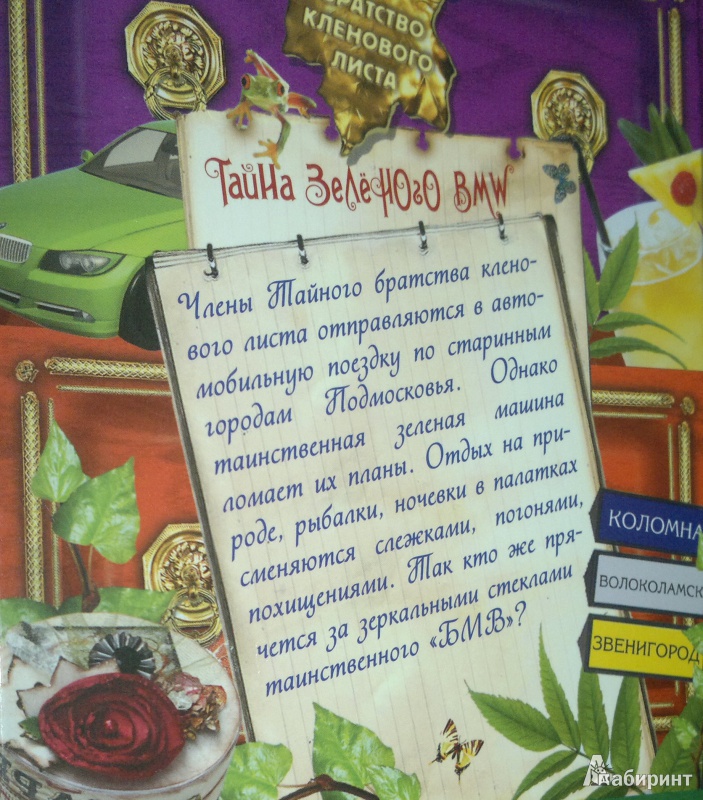 БРАТСТВО
КЛЕНОВОГО
ЛИСТА
ТАЙНА ЗЕЛЁНОГО BMW
Члены Тайного братства клено-
вого листа отправляются в авто-
мобильную поездку по старинным
городам Подмосковья. Однако
таинственная зеленая машина
ломает их планы. Отдых на при-
роде, рыбалки, ночевки в палатках
сменяются слежками, погонями,
похищениями. Так кто же пря-
чется за зеркальными стеклами
таинственного «БМВ»?
КОЛОМНА
ВОЛОКОЛАМСК
ЗВЕНИГОРОД
Лабиринт